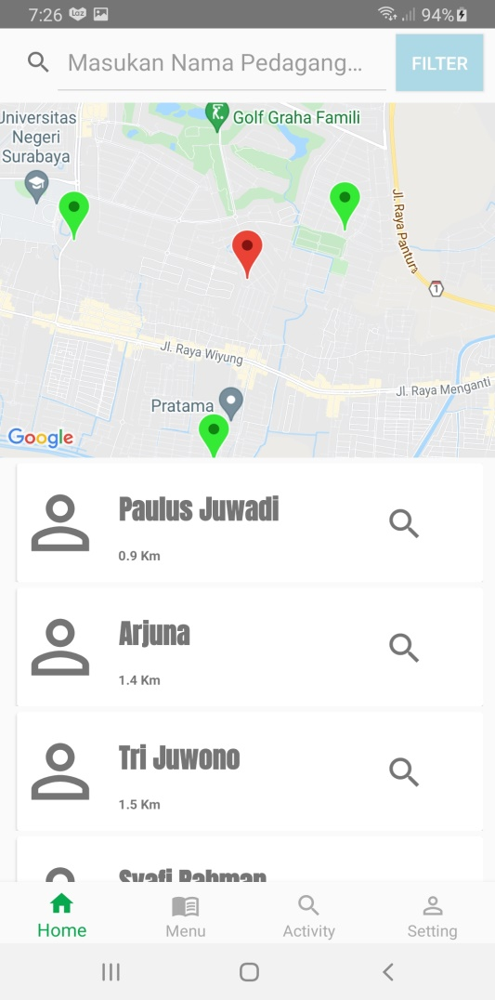 7:26
Laz
94%
Masukan Nama Pedagang...
FILTER
Universitas
Negeri
Surabaya
Golf Graha Famili
Jl. Raya Pantura
1
Jl. Raya Wiyung
Jl. Raya Menganti
Pratama
Google
Paulus Juwadi
0.9 Km
Arjuna
1.4 Km
Tri Juwono
1.5 Km
Syafi Rahman
Home
Menu
Activity
Setting